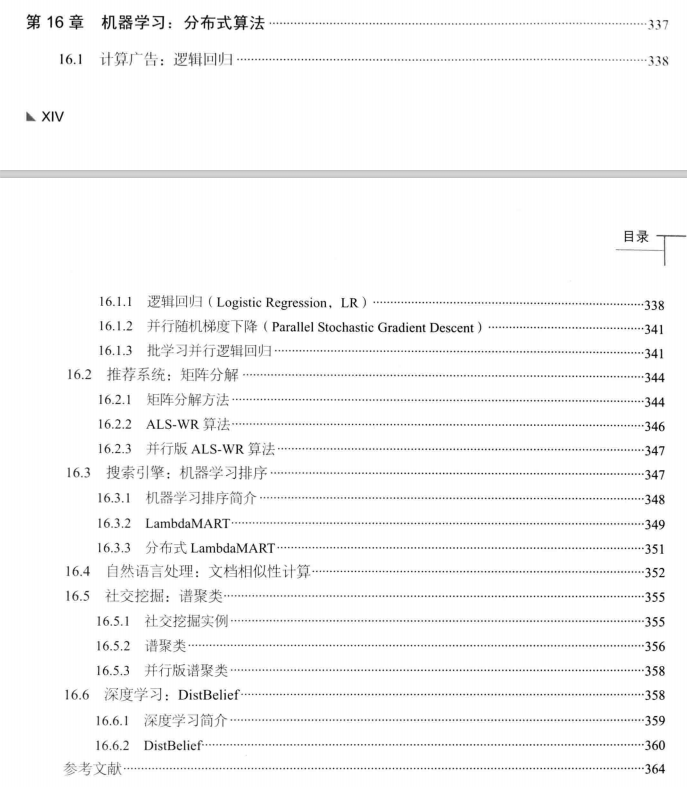 第 16 章 机器学习：分布式算法 337
16.1 计算广告：逻辑回归 338
XIV
目录
16.1.1 逻辑回归（Logistic Regression，LR） 338
16.1.2 并行随机梯度下降（Parallel Stochastic Gradient Descent） 341
16.1.3 批学习并行逻辑回归 341
16.2 推荐系统：矩阵分解 344
16.2.1 矩阵分解方法 344
16.2.2 ALS-WR 算法 346
16.2.3 并行版 ALS-WR 算法 347
16.3 搜索引擎：机器学习排序 347
16.3.1 机器学习排序简介 348
16.3.2 LambdaMART 349
16.3.3 分布式 LambdaMART 351
16.4 自然语言处理：文档相似性计算 352
16.5 社交挖掘：谱聚类 355
16.5.1 社交挖掘实例 355
16.5.2 谱聚类 356
16.5.3 并行版谱聚类 358
16.6 深度学习：DistBelief 358
16.6.1 深度学习简介 359
16.6.2 DistBelief 360
参考文献 364